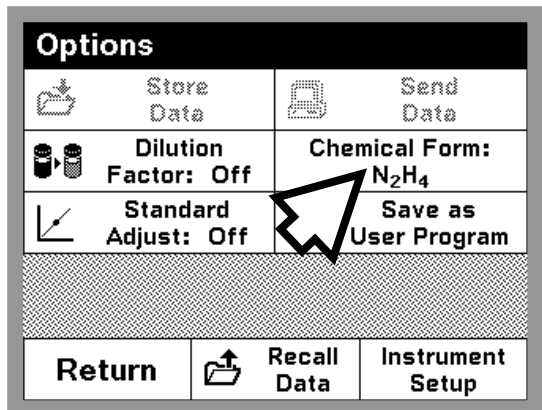 Options
Store
Data
Send
Data
Dilution
Factor: Off
Chemical Form:
N₂H₄
Standard
Adjust: Off
Save as
User Program
Return
Recall
Data
Instrument
Setup